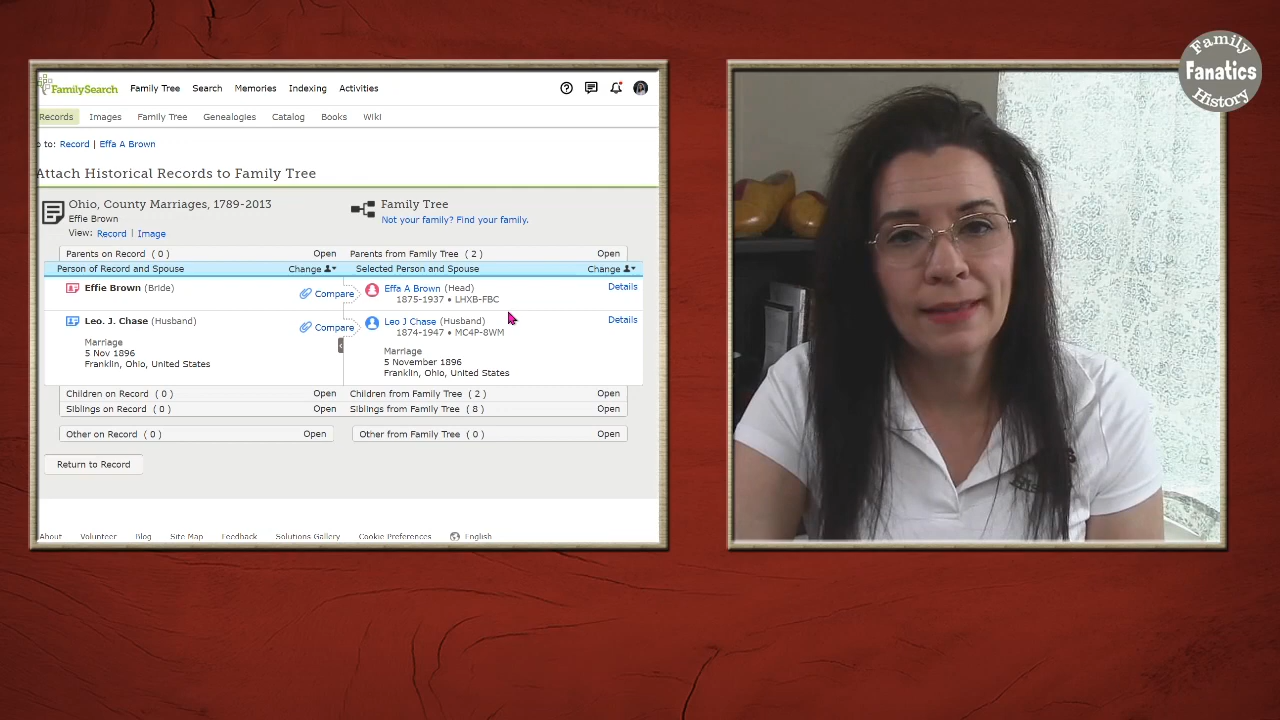 Family
Fanatics
History
FamilySearch Family Tree Search Memories Indexing Activities
Records Images Family Tree Genealogies Catalog Books Wiki
o to: Record | Effa A Brown
Attach Historical Records to Family Tree
Ohio, County Marriages, 1789-2013
Effie Brown
View: Record | Image
Family Tree
Not your family? Find your family.
Parents on Record ( 0 ) Open Parents from Family Tree ( 2 ) Open
Person of Record and Spouse Change Selected Person and Spouse Change
Effie Brown (Bride) Compare Effa A Brown (Head) Details
1875-1937 • LHXB-FBC
Leo. J. Chase (Husband) Compare Leo J Chase (Husband) Details
1874-1947 • MC4P-8WM
Marriage
5 Nov 1896
Franklin, Ohio, United States
Marriage
5 November 1896
Franklin, Ohio, United States
Children on Record ( 0 ) Open Children from Family Tree ( 2 ) Open
Siblings on Record ( 0 ) Open Siblings from Family Tree ( 8 ) Open
Other on Record ( 0 ) Open Other from Family Tree ( 0 ) Open
Return to Record
About Volunteer Blog Site Map Feedback Solutions Gallery Cookie Preferences English